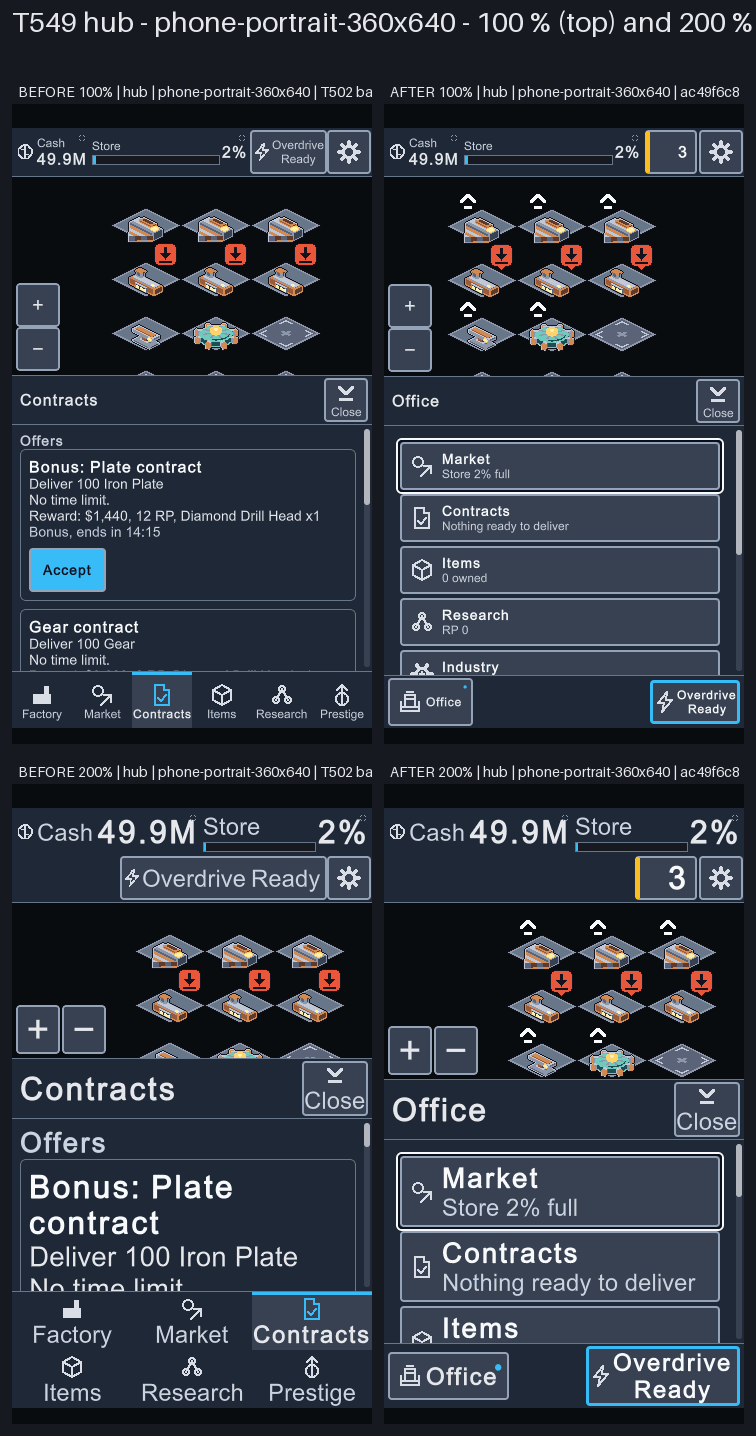 T549 hub - phone-portrait-360x640 - 100 % (top) and 200 %
BEFORE 100% | hub | phone-portrait-360x640 | T502 ba
Cash
49.9M
Store
2%
Overdrive
Ready
+
−
Contracts
Close
Offers
Bonus: Plate contract
Deliver 100 Iron Plate
No time limit.
Reward: $1,440, 12 RP, Diamond Drill Head x1
Bonus, ends in 14:15
Accept
Gear contract
Deliver 100 Gear
No time limit.
Factory
Market
Contracts
Items
Research
Prestige
AFTER 100% | hub | phone-portrait-360x640 | ac49f6c8
Cash
49.9M
Store
2%
3
+
−
Office
Close
Market
Store 2% full
Contracts
Nothing ready to deliver
Items
0 owned
Research
RP 0
Industry
Office
Overdrive
Ready
BEFORE 200% | hub | phone-portrait-360x640 | T502 ba
Cash 49.9M
Store
2%
Overdrive Ready
+
−
Contracts
Close
Offers
Bonus: Plate
contract
Deliver 100 Iron Plate
No time limit.
Factory
Market
Contracts
Items
Research
Prestige
AFTER 200% | hub | phone-portrait-360x640 | ac49f6c8
Cash 49.9M
Store
2%
3
+
−
Office
Close
Market
Store 2% full
Contracts
Nothing ready to deliver
Items
Office
Overdrive
Ready